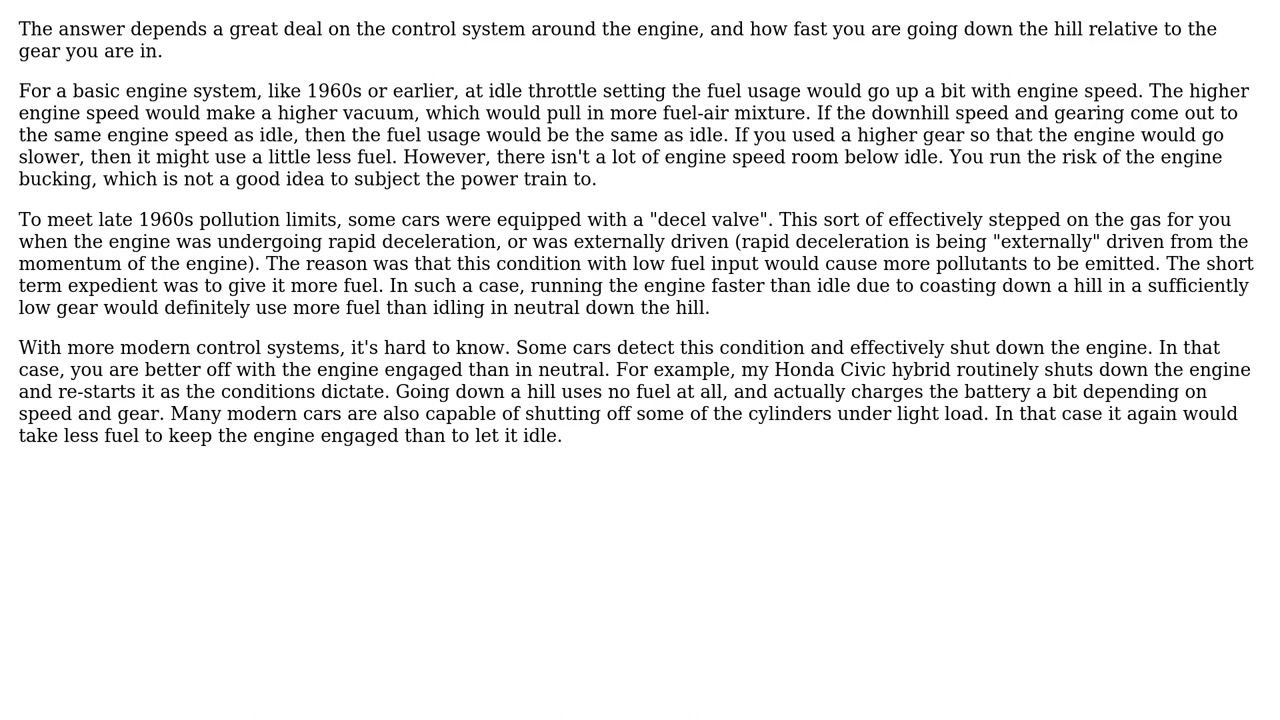 The answer depends a great deal on the control system around the engine, and how fast you are going down the hill relative to the
gear you are in.
For a basic engine system, like 1960s or earlier, at idle throttle setting the fuel usage would go up a bit with engine speed. The higher
engine speed would make a higher vacuum, which would pull in more fuel-air mixture. If the downhill speed and gearing come out to
the same engine speed as idle, then the fuel usage would be the same as idle. If you used a higher gear so that the engine would go
slower, then it might use a little less fuel. However, there isn't a lot of engine speed room below idle. You run the risk of the engine
bucking, which is not a good idea to subject the power train to.
To meet late 1960s pollution limits, some cars were equipped with a "decel valve". This sort of effectively stepped on the gas for you
when the engine was undergoing rapid deceleration, or was externally driven (rapid deceleration is being "externally" driven from the
momentum of the engine). The reason was that this condition with low fuel input would cause more pollutants to be emitted. The short
term expedient was to give it more fuel. In such a case, running the engine faster than idle due to coasting down a hill in a sufficiently
low gear would definitely use more fuel than idling in neutral down the hill.
With more modern control systems, it's hard to know. Some cars detect this condition and effectively shut down the engine. In that
case, you are better off with the engine engaged than in neutral. For example, my Honda Civic hybrid routinely shuts down the engine
and re-starts it as the conditions dictate. Going down a hill uses no fuel at all, and actually charges the battery a bit depending on
speed and gear. Many modern cars are also capable of shutting off some of the cylinders under light load. In that case it again would
take less fuel to keep the engine engaged than to let it idle.